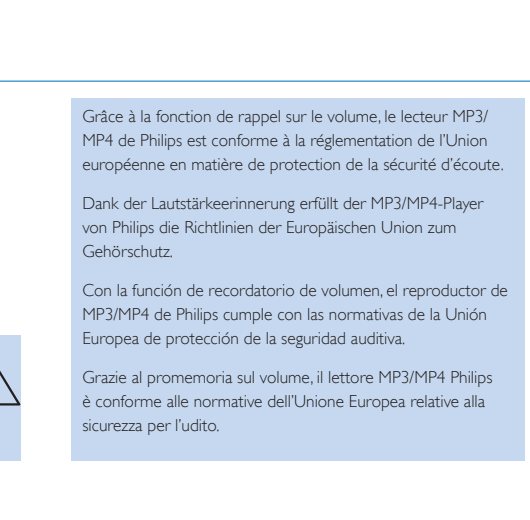 Grâce à la fonction de rappel sur le volume, le lecteur MP3/
MP4 de Philips est conforme à la réglementation de l'Union
européenne en matière de protection de la sécurité d'écoute.
Dank der Lautstärkeerinnerung erfüllt der MP3/MP4-Player
von Philips die Richtlinien der Europäischen Union zum
Gehörschutz.
Con la función de recordatorio de volumen, el reproductor de
MP3/MP4 de Philips cumple con las normativas de la Unión
Europea de protección de la seguridad auditiva.
Grazie al promemoria sul volume, il lettore MP3/MP4 Philips
è conforme alle normative dell'Unione Europea relative alla
sicurezza per l'udito.